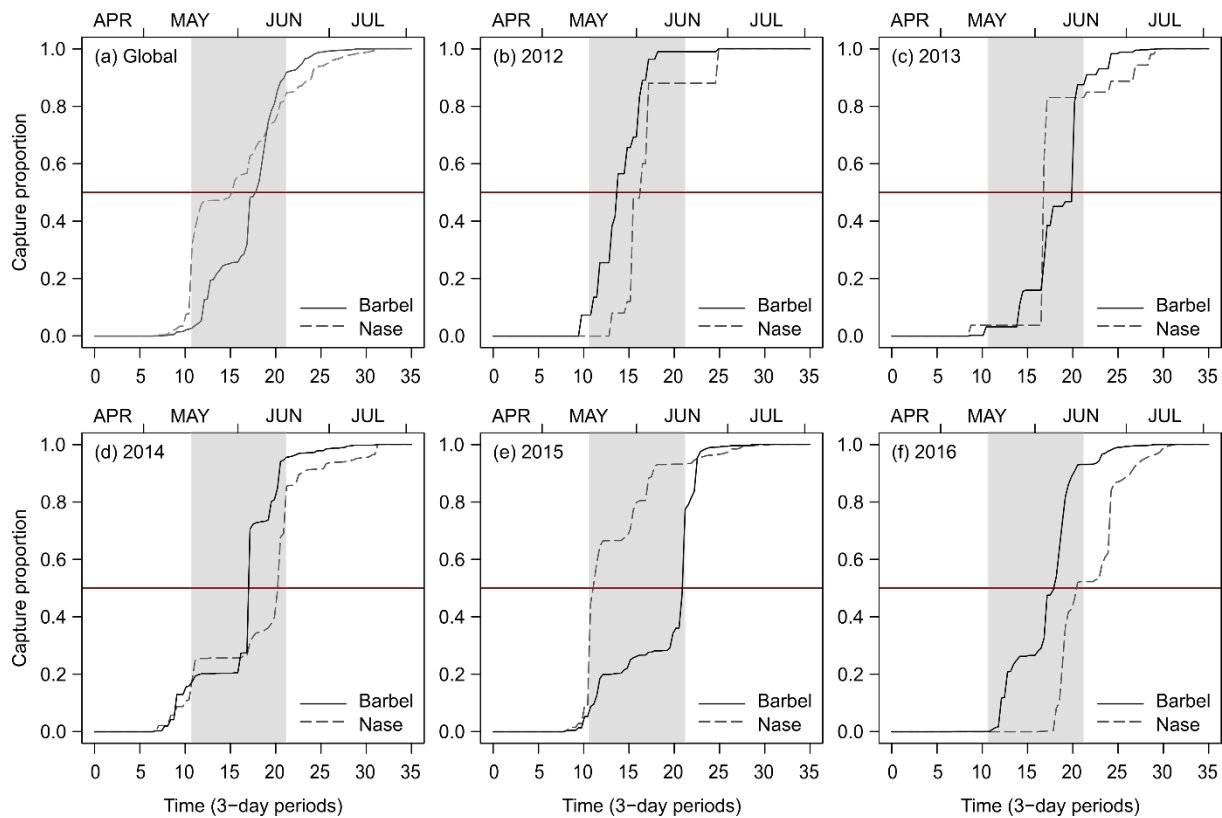 APR MAY JUN JUL APR MAY JUN JUL APR MAY JUN JUL
(a) Global
(b) 2012
(c) 2013
Capture proportion
1.0
0.8
0.6
0.4
0.2
0.0
Barbel
Nase
Barbel
Nase
Barbel
Nase
0 5 10 15 20 25 30 35 0 5 10 15 20 25 30 35 0 5 10 15 20 25 30 35
APR MAY JUN JUL APR MAY JUN JUL APR MAY JUN JUL
(d) 2014
(e) 2015
(f) 2016
Capture proportion
1.0
0.8
0.6
0.4
0.2
0.0
Barbel
Nase
Barbel
Nase
Barbel
Nase
0 5 10 15 20 25 30 35 0 5 10 15 20 25 30 35 0 5 10 15 20 25 30 35
Time (3−day periods) Time (3−day periods) Time (3−day periods)